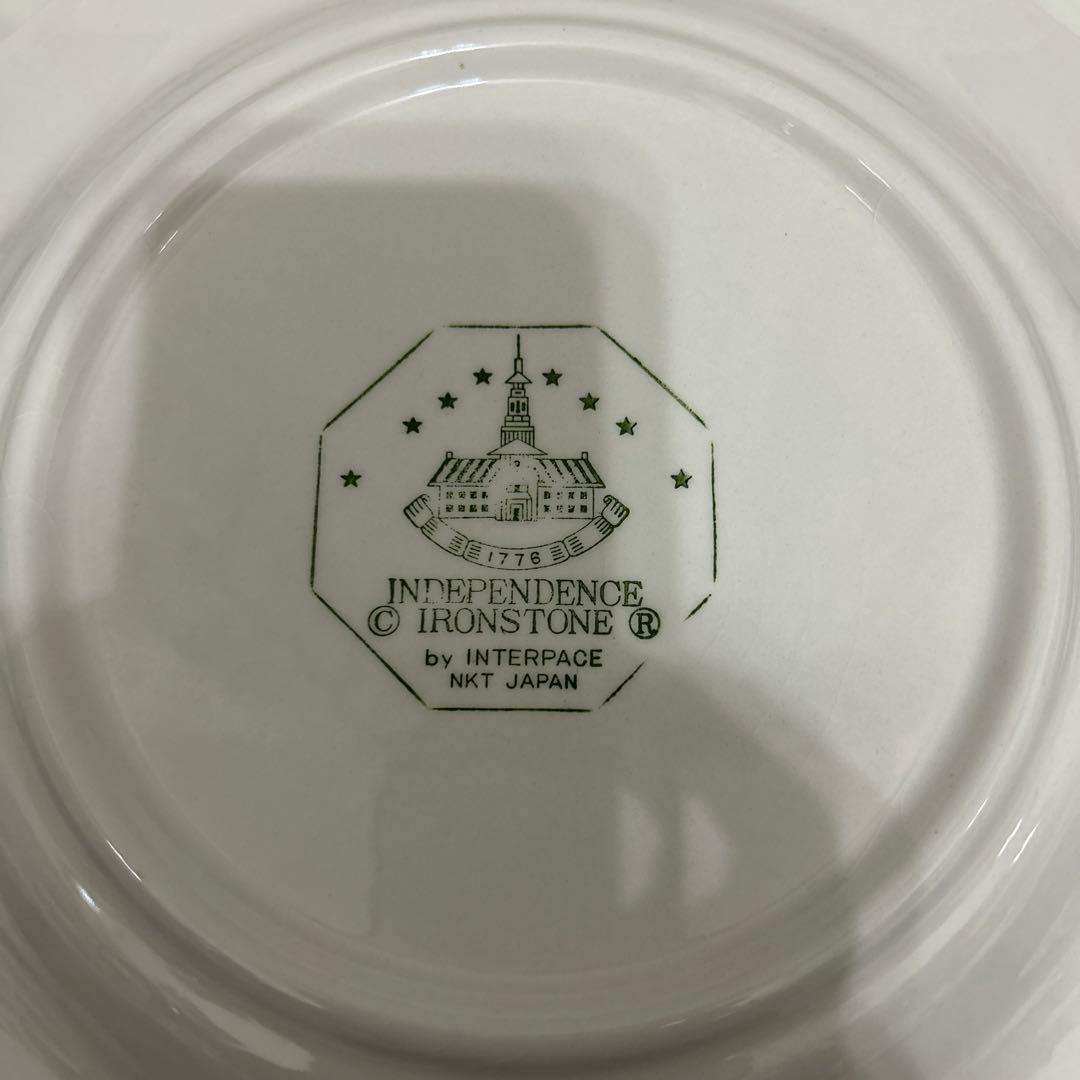 1776
INDEPENDENCE
© IRONSTONE ®
by INTERPACE
NKT JAPAN